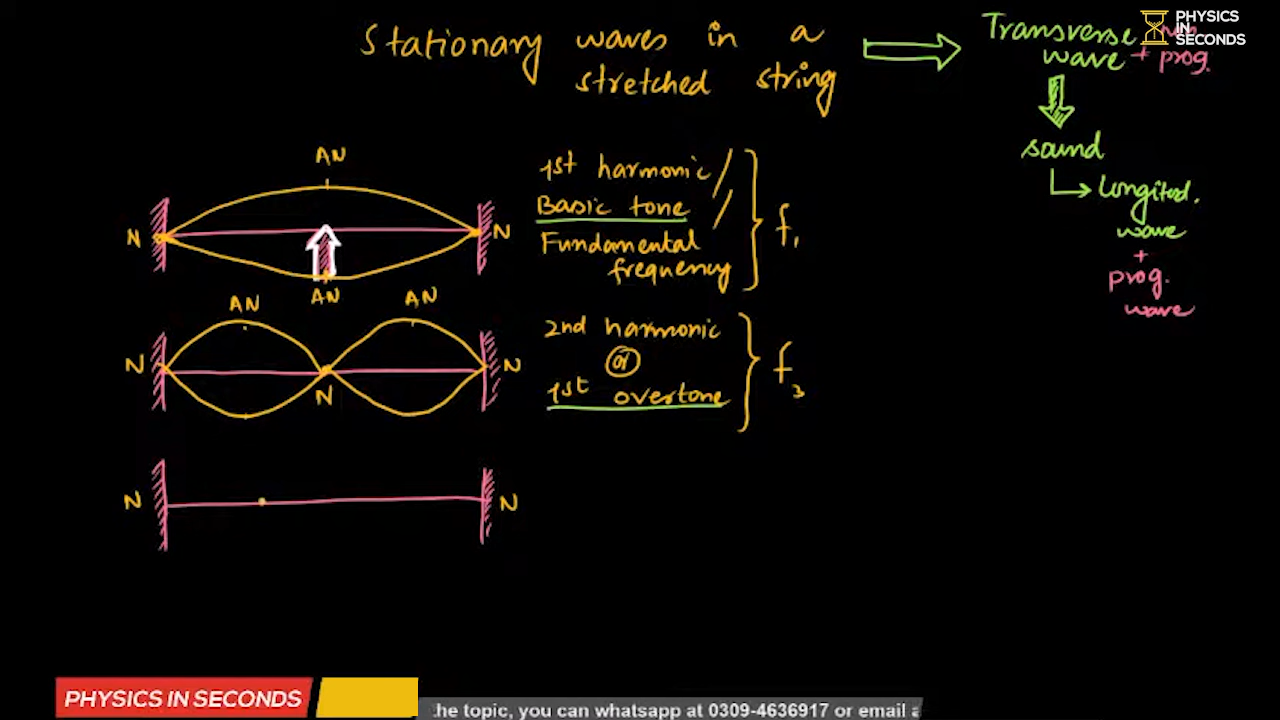 Stationary waves in a
stretched string
Transverse
wave + prog.
PHYSICS
IN
SECONDS
sound
Longitud.
wave
+
prog.
wave
AN
N
N
AN
1st harmonic /
Basic tone /
Fundamental
frequency
f1
AN
AN
N
N
N
2nd harmonic
or
1st overtone
f3
N
N
PHYSICS IN SECONDS
the topic, you can whatsapp at 0309-4636917 or email a